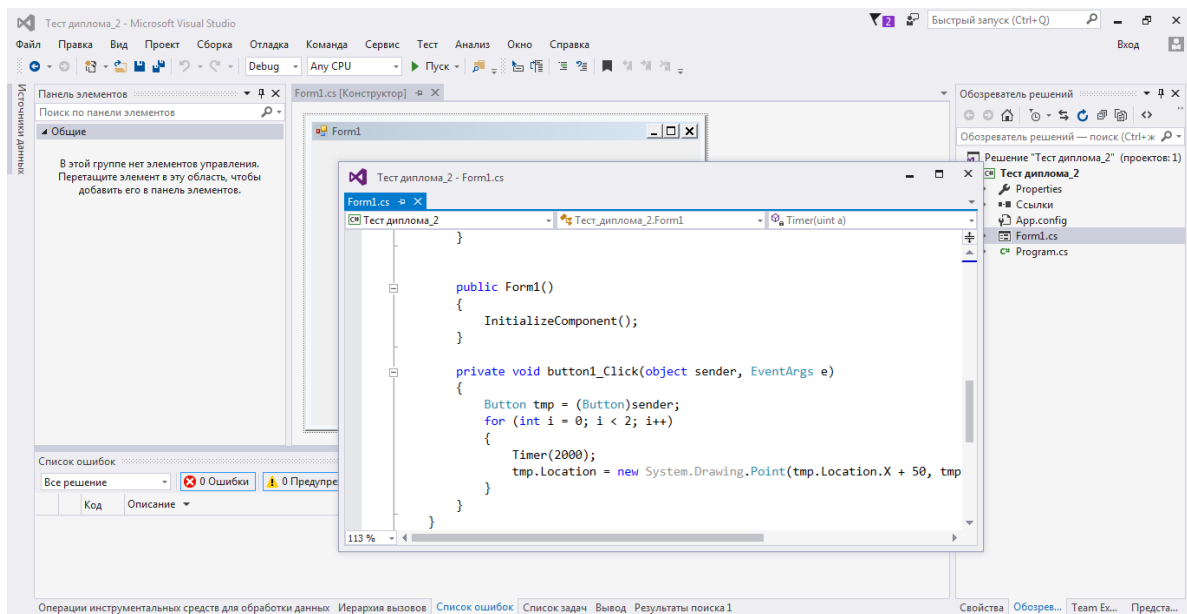 Тест диплома_2 - Microsoft Visual Studio
2
Быстрый запуск (Ctrl+Q)
Файл Правка Вид Проект Сборка Отладка Команда Сервис Тест Анализ Окно Справка
Вход
Debug Any CPU Пуск
Источники данных
Панель элементов
Поиск по панели элементов
Общие
В этой группе нет элементов управления.
Перетащите элемент в эту область, чтобы
добавить его в панель элементов.
Form1.cs [Конструктор]
Form1
Тест диплома_2 - Form1.cs
Form1.cs
C# Тест диплома_2 Тест_диплома_2.Form1 Timer(uint a)
}
public Form1()
{
InitializeComponent();
}
private void button1_Click(object sender, EventArgs e)
{
Button tmp = (Button)sender;
for (int i = 0; i < 2; i++)
{
Timer(2000);
tmp.Location = new System.Drawing.Point(tmp.Location.X + 50, tmp
}
}
}
113 %
Обозреватель решений
Обозреватель решений — поиск (Ctrl+ж
Решение "Тест диплома_2" (проектов: 1)
C# Тест диплома_2
Properties
Ссылки
App.config
Form1.cs
C# Program.cs
Список ошибок
Все решение 0 Ошибки 0 Предупре
Код Описание
Операции инструментальных средств для обработки данных Иерархия вызовов Список ошибок Список задач Вывод Результаты поиска 1
Свойства Обозрев... Team Ex... Предста...